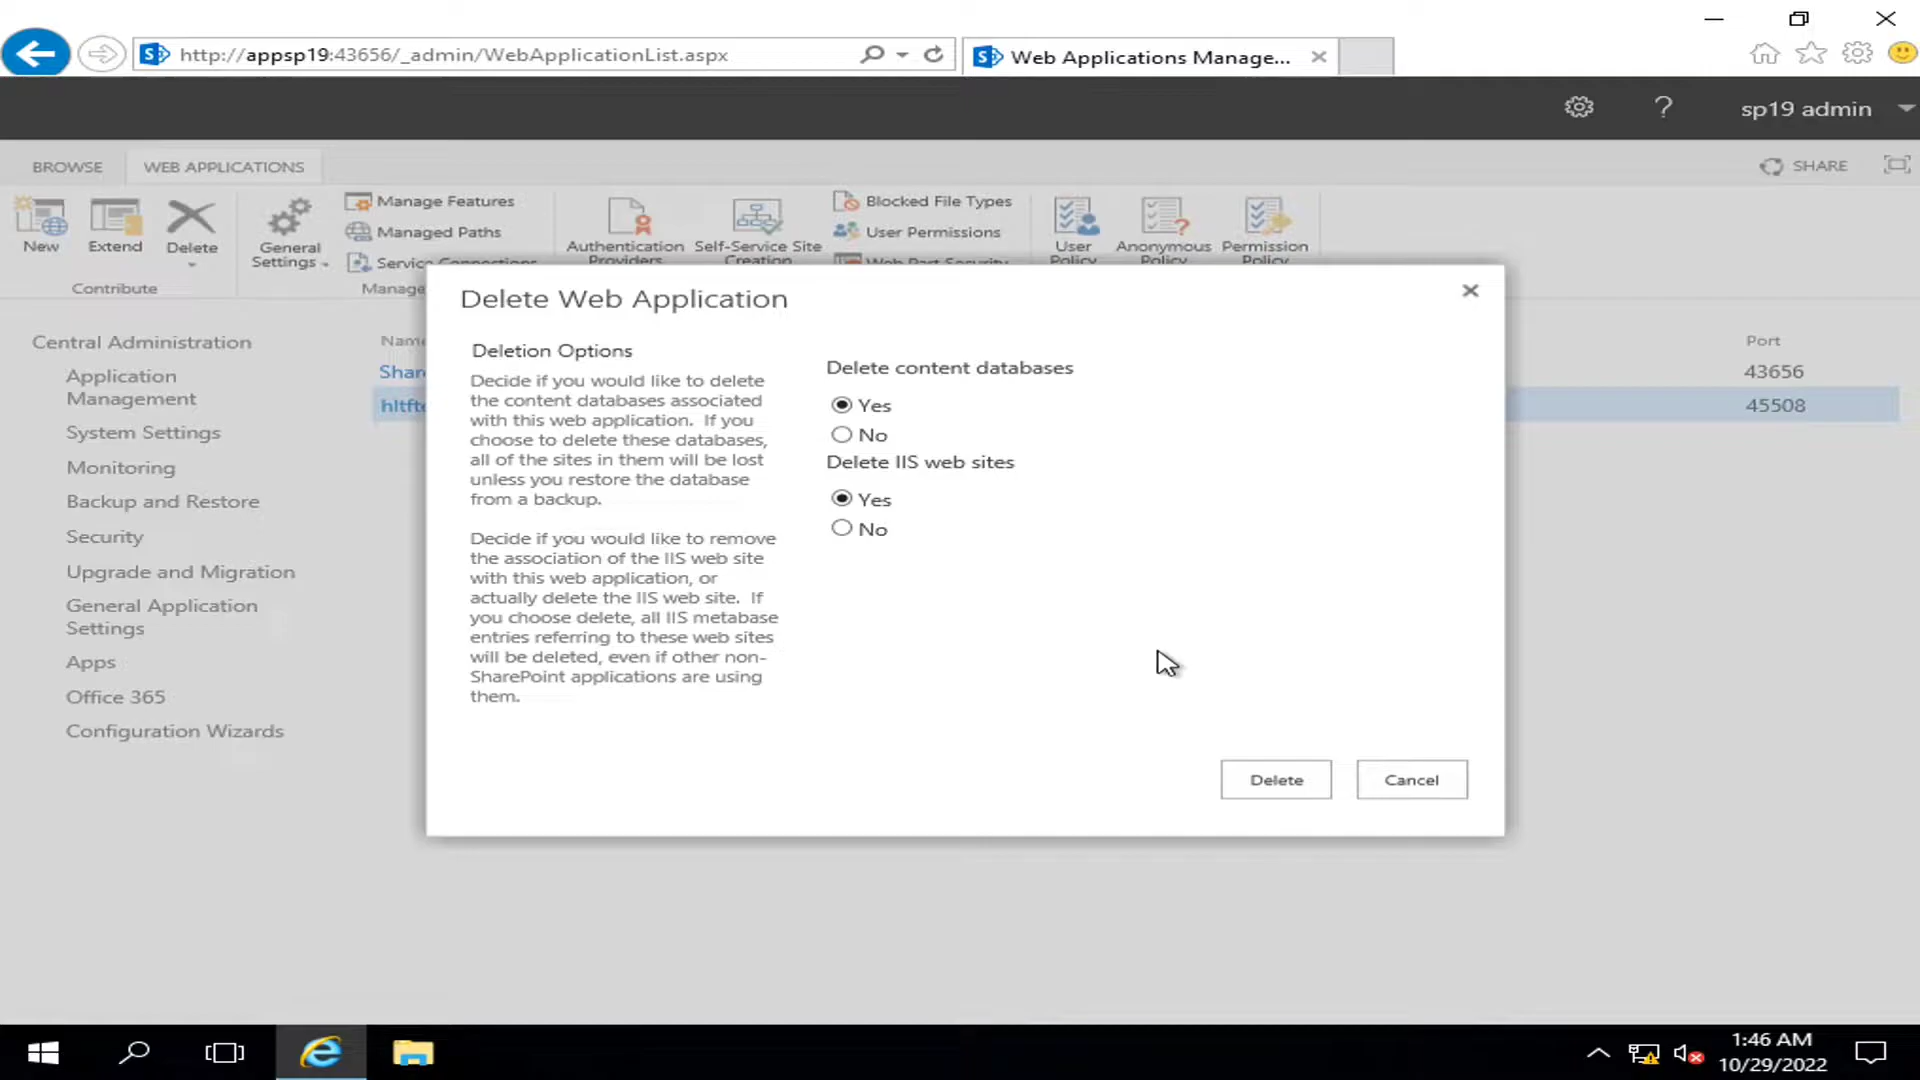 http://appsp19:43656/_admin/WebApplicationList.aspx
Web Applications Manage...
sp19 admin
BROWSE
WEB APPLICATIONS
SHARE
New
Extend
Delete
General
Settings
Manage Features
Managed Paths
Service Connections
Authentication
Providers
Self-Service Site
Creation
Blocked File Types
User Permissions
Web Part Security
User
Policy
Anonymous
Policy
Permission
Policy
Contribute
Manage
Central Administration
Application
Management
System Settings
Monitoring
Backup and Restore
Security
Upgrade and Migration
General Application
Settings
Apps
Office 365
Configuration Wizards
Name
Port
Shar
43656
hltfte
45508
Delete Web Application
Deletion Options
Decide if you would like to delete
the content databases associated
with this web application. If you
choose to delete these databases,
all of the sites in them will be lost
unless you restore the database
from a backup.
Decide if you would like to remove
the association of the IIS web site
with this web application, or
actually delete the IIS web site. If
you choose delete, all IIS metabase
entries referring to these web sites
will be deleted, even if other non-
SharePoint applications are using
them.
Delete content databases
Yes
No
Delete IIS web sites
Yes
No
Delete
Cancel
1:46 AM
10/29/2022